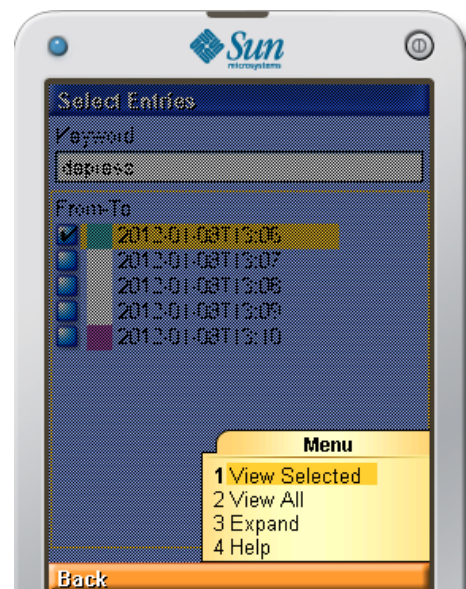 Sun
microsystems
Select Entries
Keyword
depress
From-To
2012-01-08T13:06
2012-01-08T13:07
2012-01-08T13:08
2012-01-08T13:09
2012-01-08T13:10
Menu
1 View Selected
2 View All
3 Expand
4 Help
Back